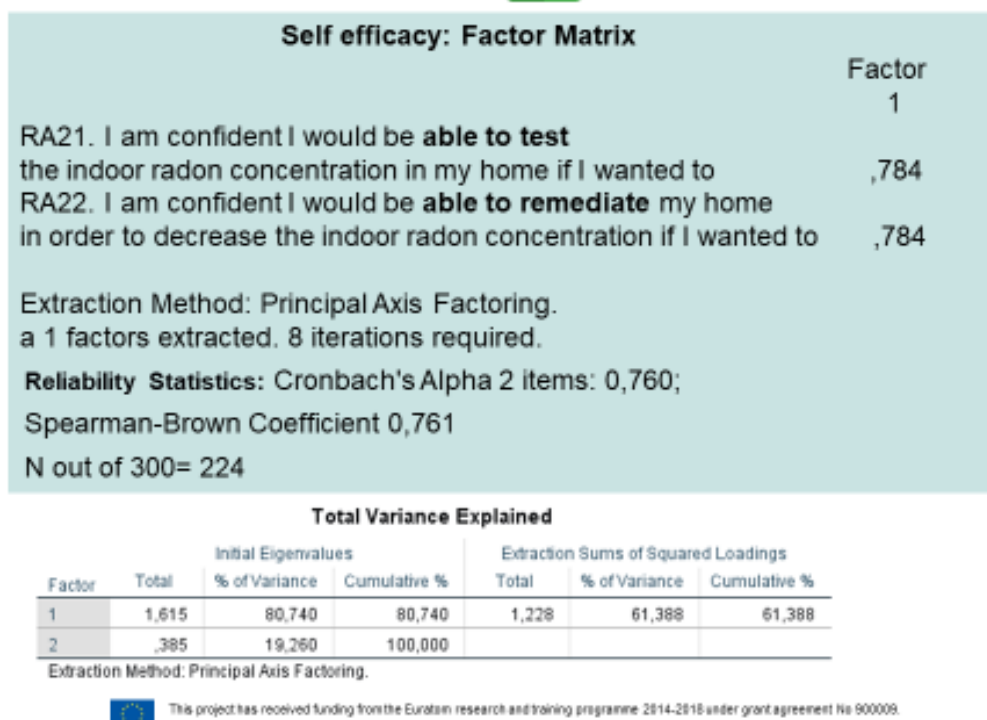 Self efficacy: Factor Matrix
Factor
1
RA21. I am confident I would be able to test
the indoor radon concentration in my home if I wanted to ,784
RA22. I am confident I would be able to remediate my home
in order to decrease the indoor radon concentration if I wanted to ,784
Extraction Method: Principal Axis Factoring.
a 1 factors extracted. 8 iterations required.
Reliability Statistics: Cronbach's Alpha 2 items: 0,760;
Spearman-Brown Coefficient 0,761
N out of 300= 224
Total Variance Explained
Initial Eigenvalues Extraction Sums of Squared Loadings
Factor Total % of Variance Cumulative % Total % of Variance Cumulative %
1 1,615 80,740 80,740 1,228 61,388 61,388
2 ,385 19,260 100,000
Extraction Method: Principal Axis Factoring.
This project has received funding from the Euratom research and training programme 2014-2018 under grant agreement No 900009.